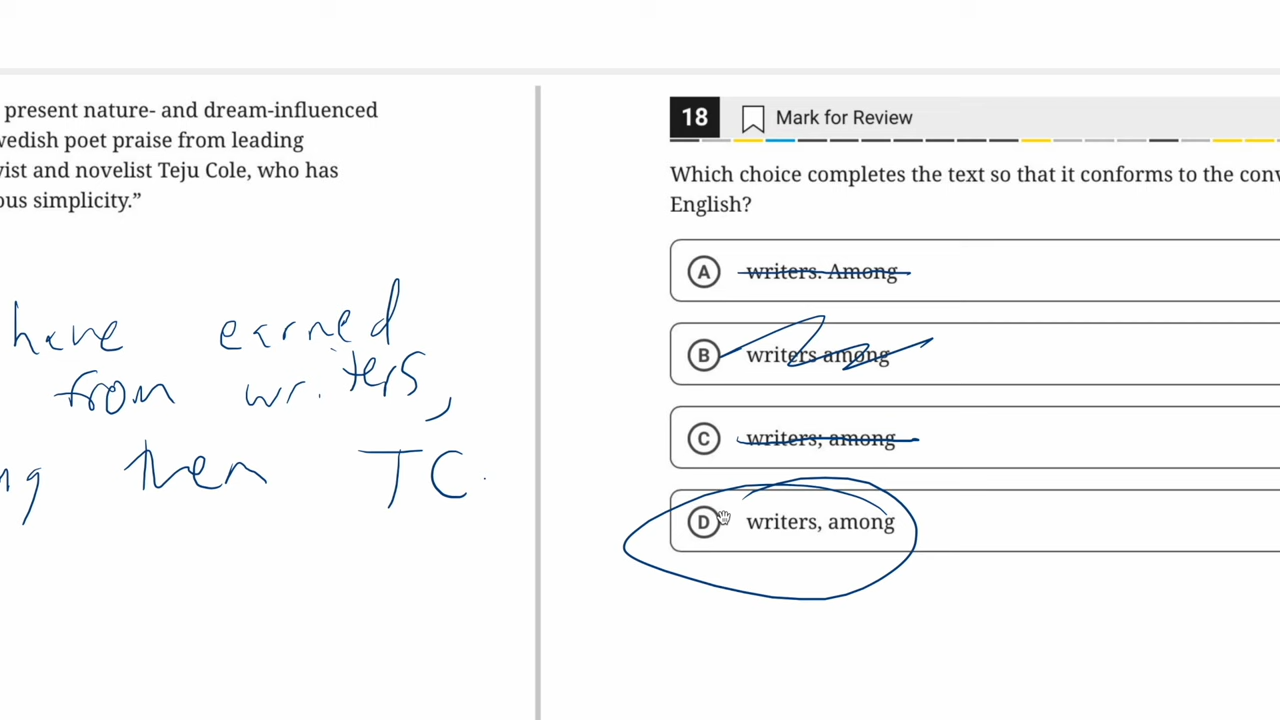 present nature- and dream-influenced
wedish poet praise from leading
vist and novelist Teju Cole, who has
ous simplicity.”
have earned
from writers,
ng them TC.
18 Mark for Review
Which choice completes the text so that it conforms to the conv
English?
A writers. Among
B writers among
C writers; among
D writers, among